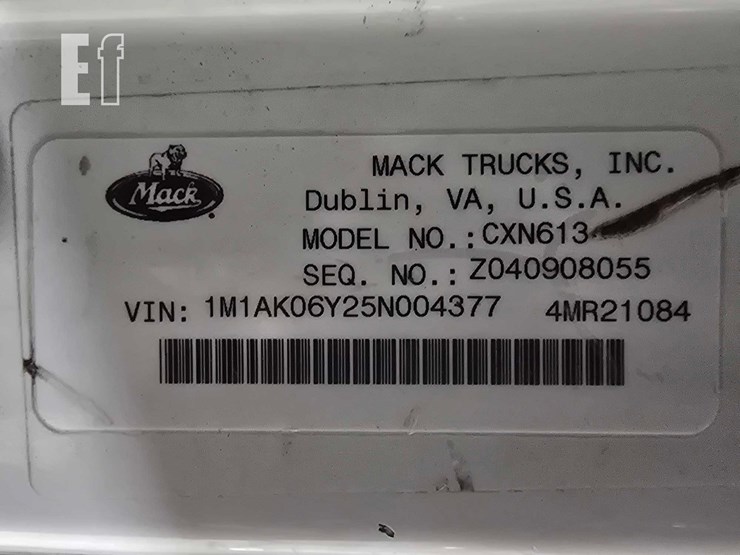 Ef
Mack
MACK TRUCKS, INC.
Dublin, VA, U.S.A.
MODEL NO.: CXN613
SEQ. NO.: Z040908055
VIN: 1M1AK06Y25N004377 4MR21084